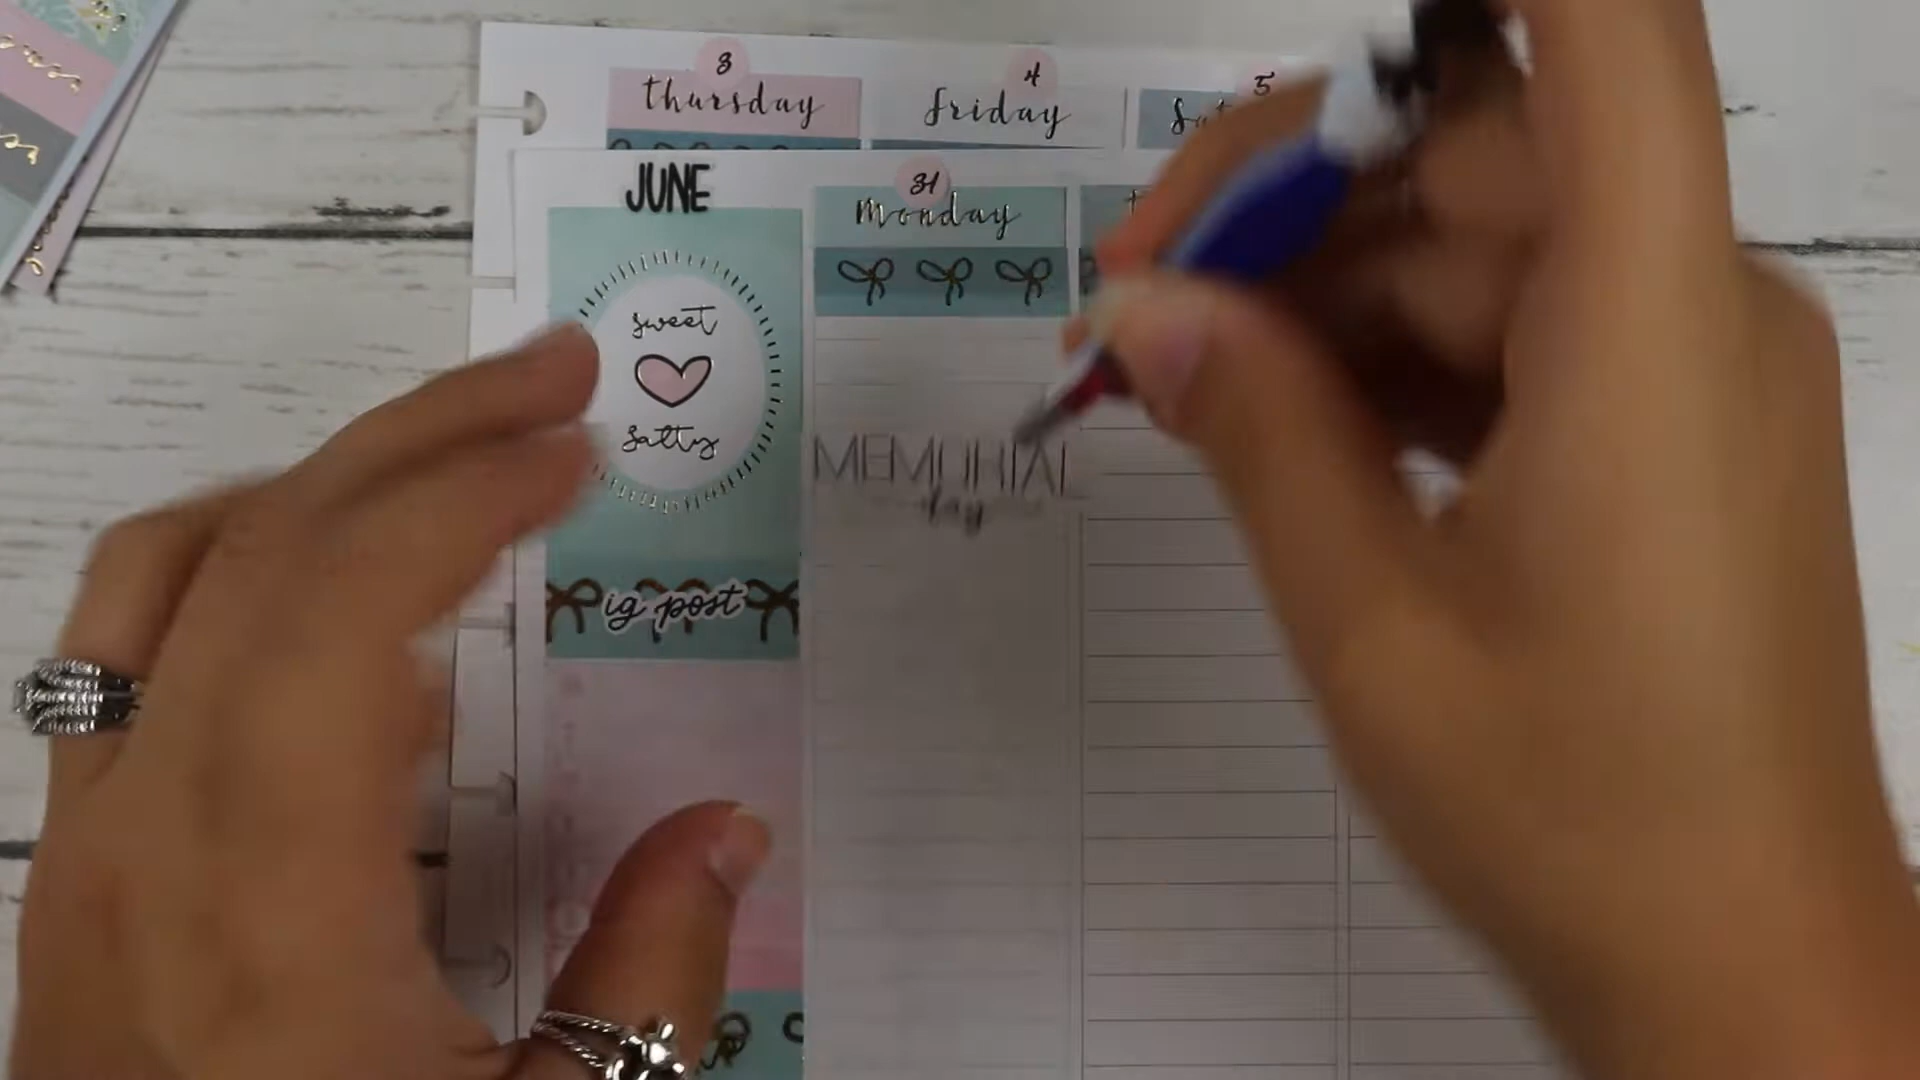 3
thursday
4
friday
5
JUNE
31
monday
sweet
salty
MEMORIAL
day
ig post